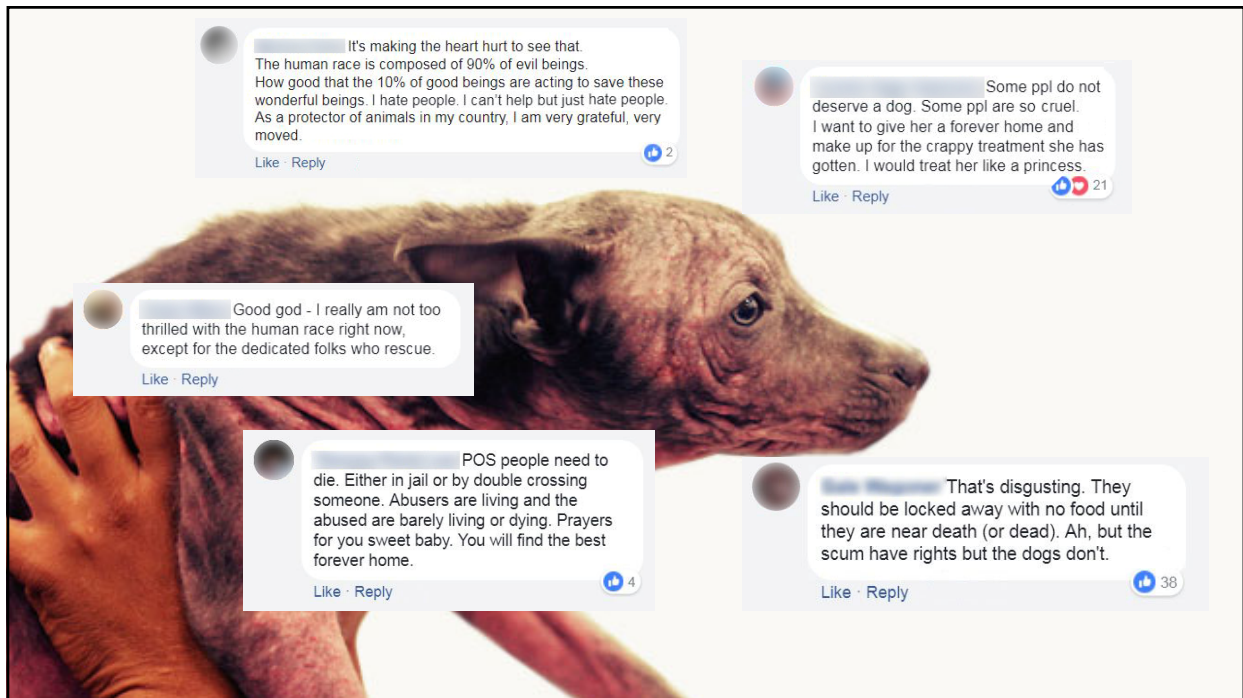 It's making the heart hurt to see that.
The human race is composed of 90% of evil beings.
How good that the 10% of good beings are acting to save these
wonderful beings. I hate people. I can't help but just hate people.
As a protector of animals in my country, I am very grateful, very
moved.
Like · Reply
2
Some ppl do not
deserve a dog. Some ppl are so cruel.
I want to give her a forever home and
make up for the crappy treatment she has
gotten. I would treat her like a princess.
Like · Reply
21
Good god - I really am not too
thrilled with the human race right now,
except for the dedicated folks who rescue.
Like · Reply
POS people need to
die. Either in jail or by double crossing
someone. Abusers are living and the
abused are barely living or dying. Prayers
for you sweet baby. You will find the best
forever home.
Like · Reply
4
That's disgusting. They
should be locked away with no food until
they are near death (or dead). Ah, but the
scum have rights but the dogs don't.
Like · Reply
38